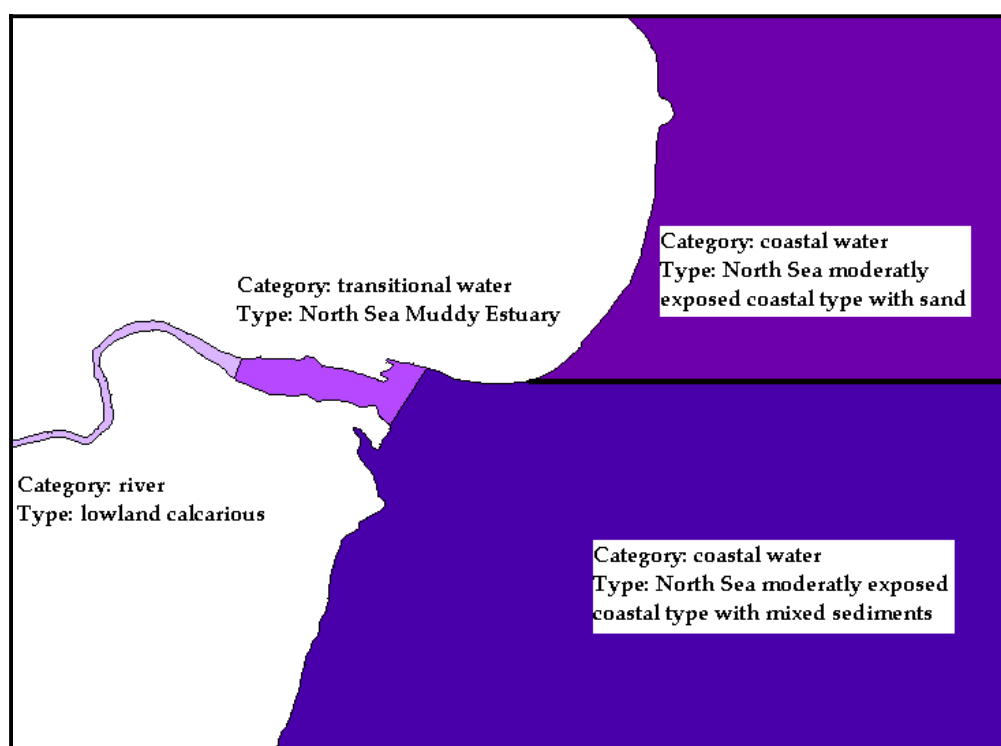 Category: coastal water
Type: North Sea moderatly
exposed coastal type with sand
Category: transitional water
Type: North Sea Muddy Estuary
Category: river
Type: lowland calcarious
Category: coastal water
Type: North Sea moderatly exposed
coastal type with mixed sediments